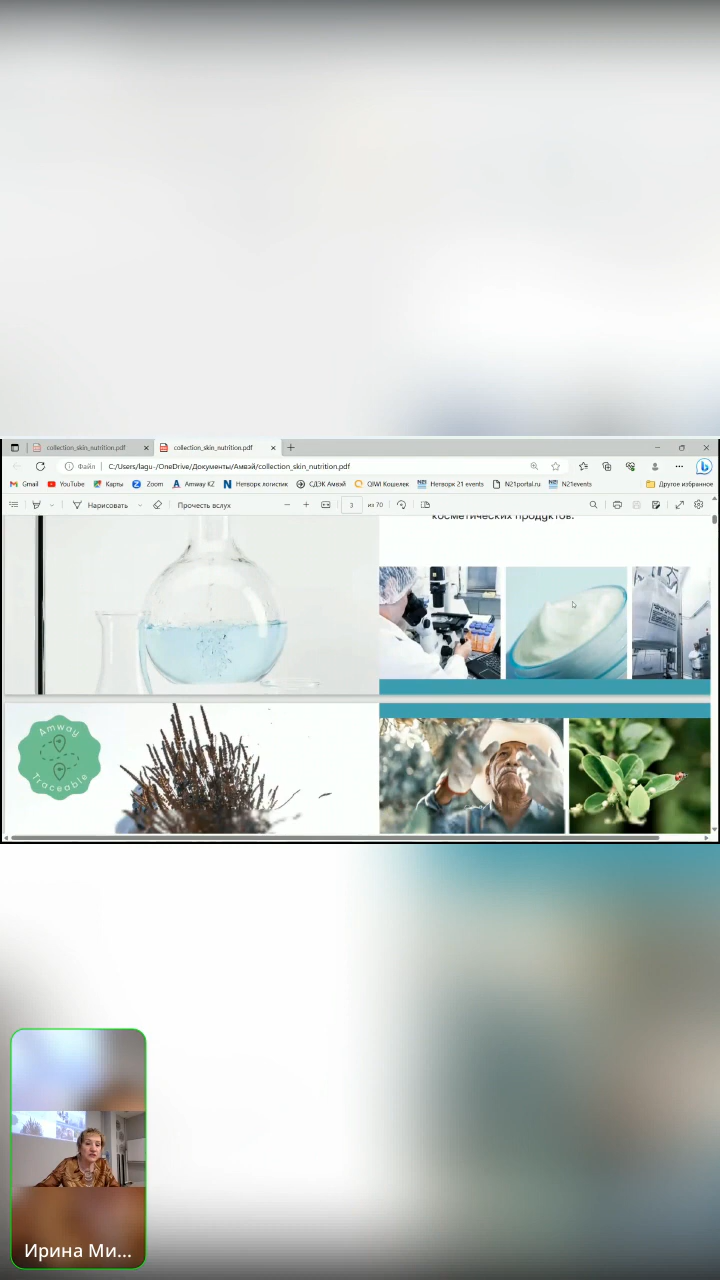 collection_skin_nutrition.pdf
collection_skin_nutrition.pdf
Файл
C:/Users/lagu-/OneDrive/Документы/Амвэй/collection_skin_nutrition.pdf
Gmail
YouTube
Карты
Zoom
Amway KZ
Нетворк логистик
СДЭК Амвэй
QIWI Кошелек
Нетворк 21 events
N21portal.ru
N21events
Другое избранное
Нарисовать
Прочесть вслух
3
из 70
косметических продуктов.
Amway
Traceable
Ирина Ми...